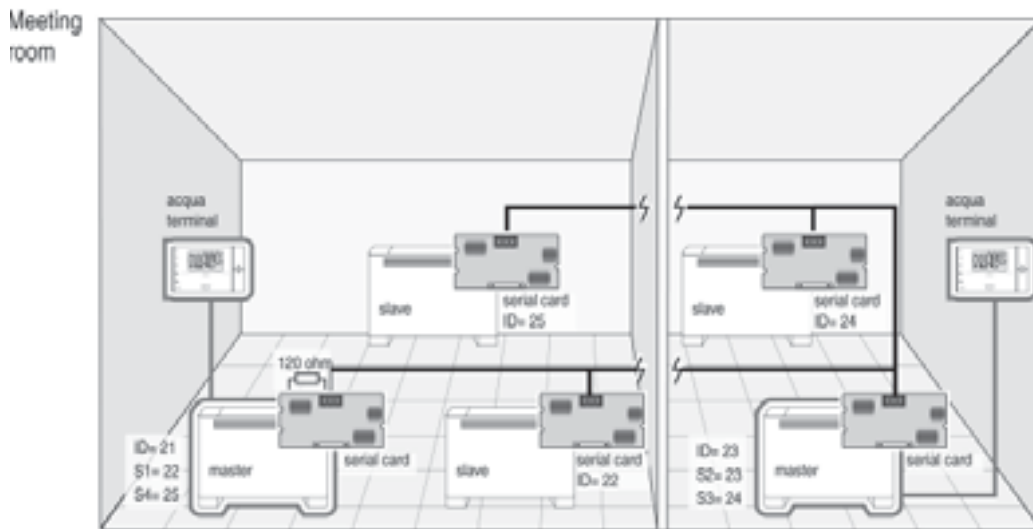 Meeting
room
acqua
terminal
acqua
terminal
slave
serial card
ID= 25
slave
serial card
ID= 24
120 ohm
ID= 21
S1= 22
S4= 25
master
serial card
slave
serial card
ID= 22
ID= 23
S2= 23
S3= 24
master
serial card